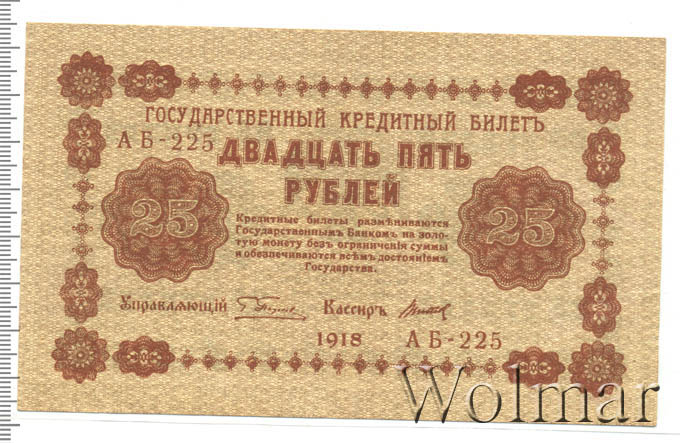 ГОСУДАРСТВЕННЫЙ КРЕДИТНЫЙ БИЛЕТЪ
АБ-225
ДВАДЦАТЬ ПЯТЬ
РУБЛЕЙ
25
25
Кредитные билеты размѣниваются
Государственнымъ Банкомъ на золо-
тую монету безъ ограниченія суммы
и обезпечиваются всѣмъ достояніемъ
Государства.
Управляющій
Кассиръ
1918 АБ-225
Wolmar